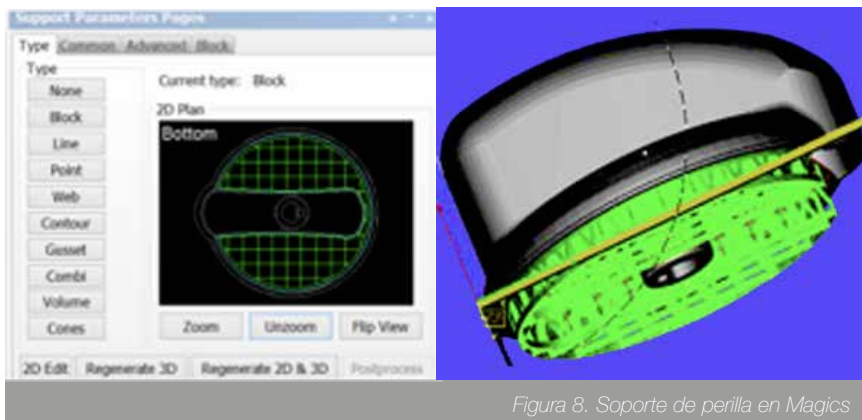 Support Parameters Pages
Type Common Advanced Block
Type
None
Block
Line
Point
Web
Contour
Gusset
Combi
Volume
Cones
Current type: Block
2D Plan
Bottom
Zoom Unzoom Flip View
2D Edit Regenerate 3D Regenerate 2D & 3D Postprocess
Figura 8. Soporte de perilla en Magics